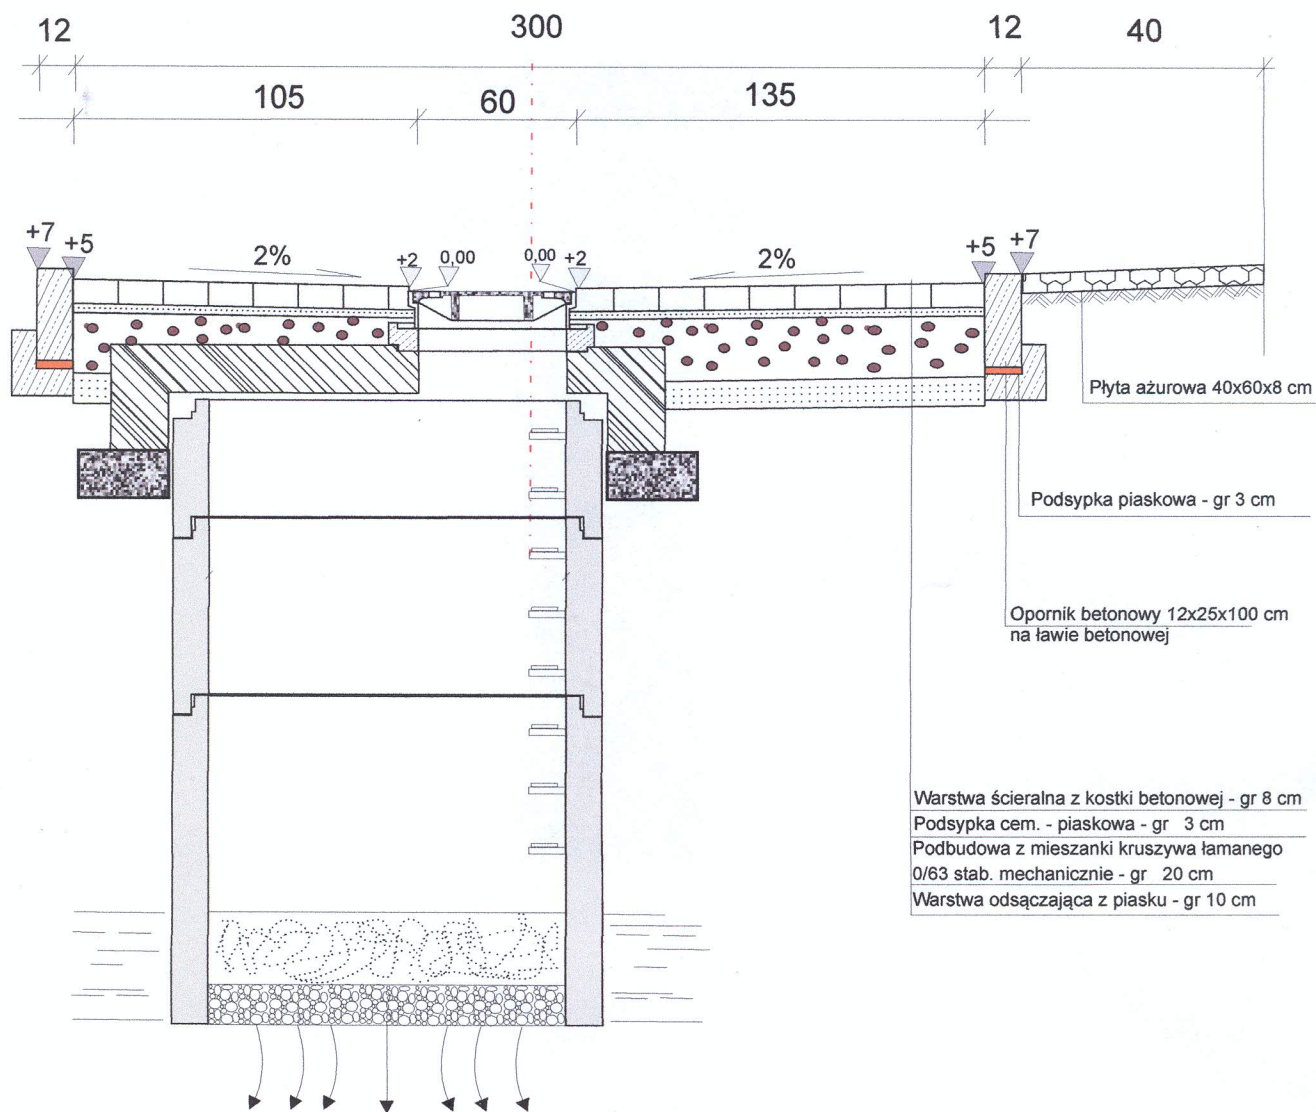 12 300 12 40
105 60 135
+7 +5 2% +2 0,00 0,00 +2 2% +5 +7
Płyta ażurowa 40x60x8 cm
Podsypka piaskowa - gr 3 cm
Opornik betonowy 12x25x100 cm
na ławie betonowej
Warstwa ścieralna z kostki betonowej - gr 8 cm
Podsypka cem. - piaskowa - gr 3 cm
Podbudowa z mieszanki kruszywa łamanego
0/63 stab. mechanicznie - gr 20 cm
Warstwa odsączająca z piasku - gr 10 cm